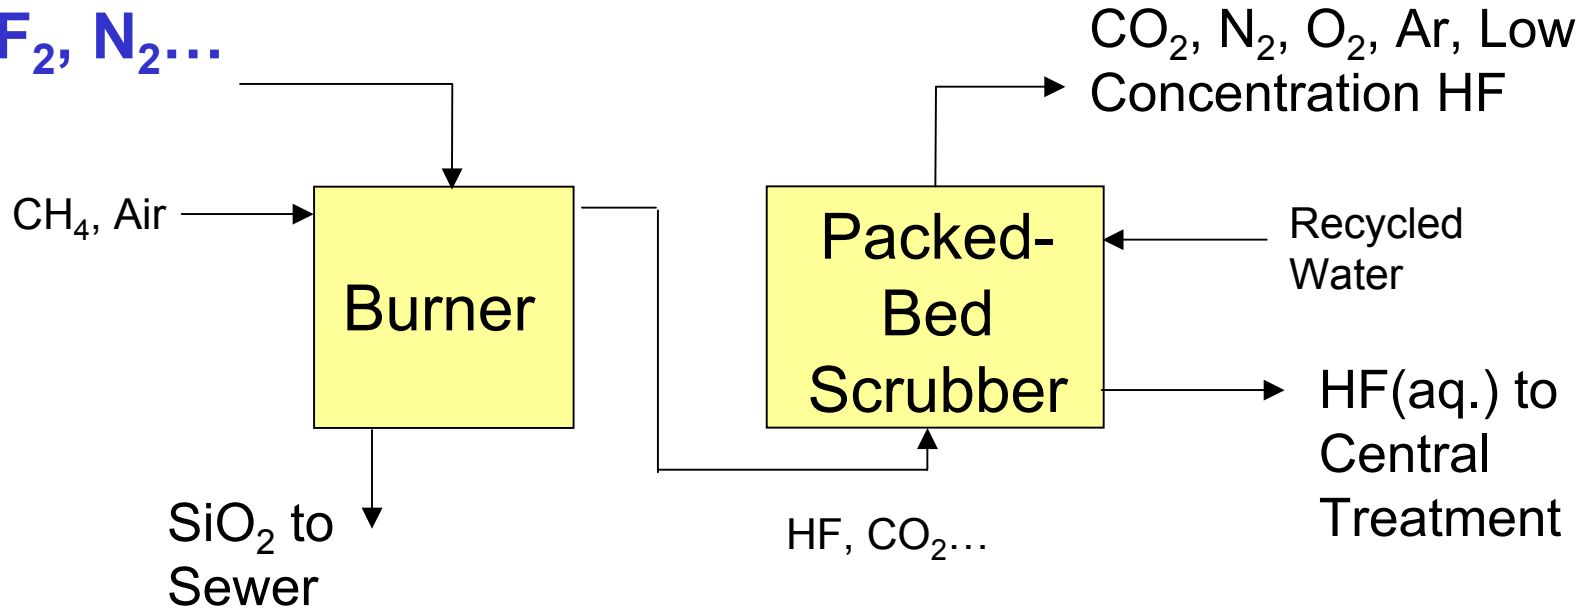 F₂, N₂…
CO₂, N₂, O₂, Ar, Low
Concentration HF
CH₄, Air
Burner
Packed-
Bed
Scrubber
Recycled
Water
HF(aq.) to
Central
Treatment
SiO₂ to
Sewer
HF, CO₂…